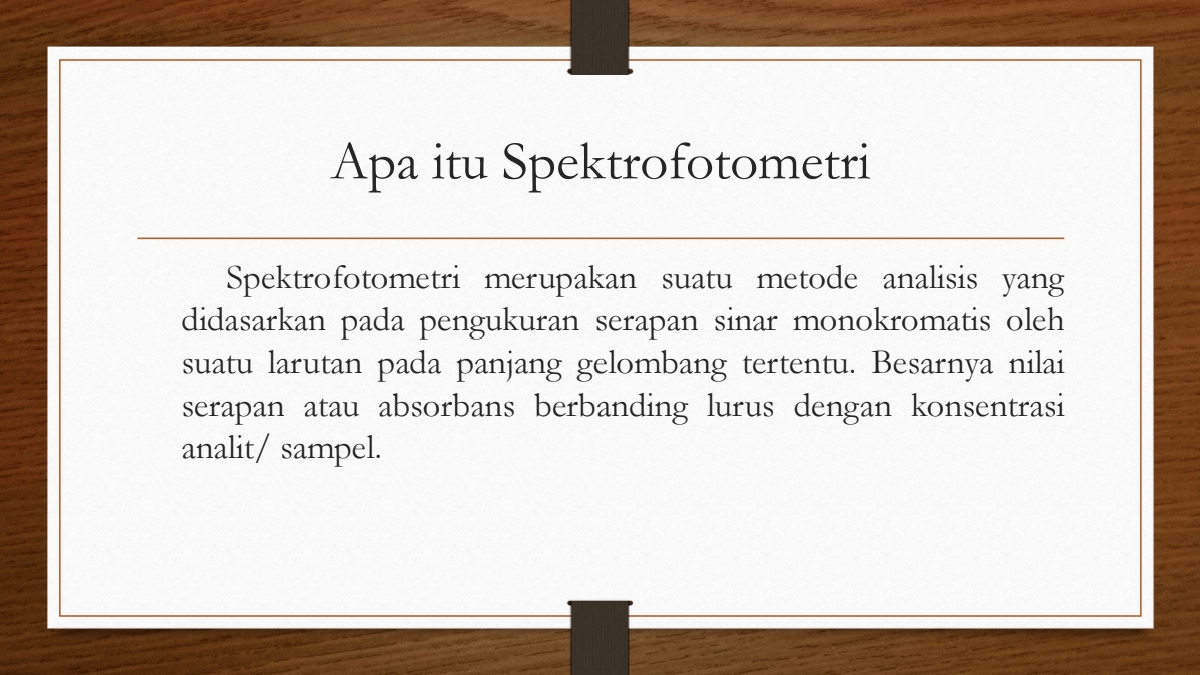 Apa itu Spektrofotometri
Spektrofotometri merupakan suatu metode analisis yang
didasarkan pada pengukuran serapan sinar monokromatis oleh
suatu larutan pada panjang gelombang tertentu. Besarnya nilai
serapan atau absorbans berbanding lurus dengan konsentrasi
analit/ sampel.